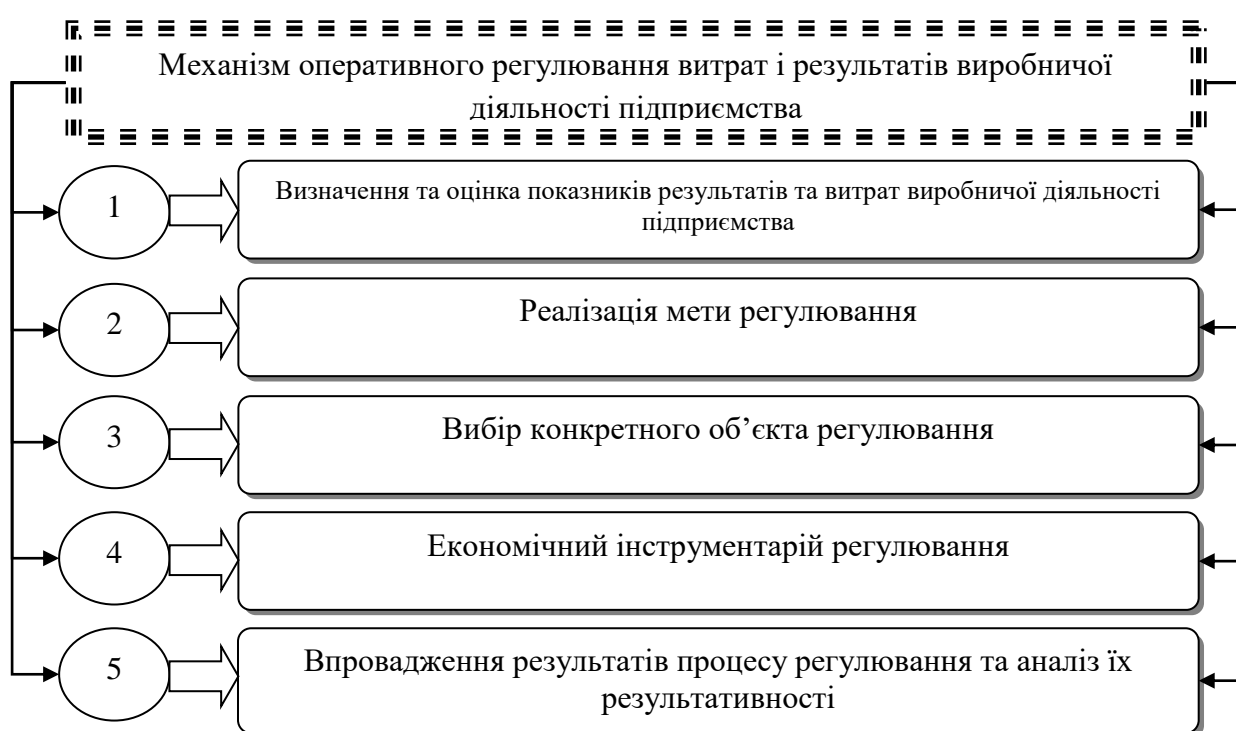 Механізм оперативного регулювання витрат і результатів виробничої
діяльності підприємства
1
Визначення та оцінка показників результатів та витрат виробничої діяльності
підприємства
2
Реалізація мети регулювання
3
Вибір конкретного об’єкта регулювання
4
Економічний інструментарій регулювання
5
Впровадження результатів процесу регулювання та аналіз їх
результативності